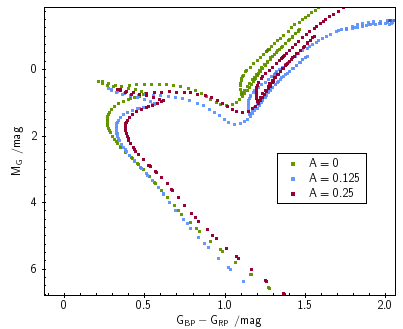 0
2
4
6
M_G /mag
A = 0
A = 0.125
A = 0.25
0 0.5 1.0 1.5 2.0
G_BP − G_RP /mag